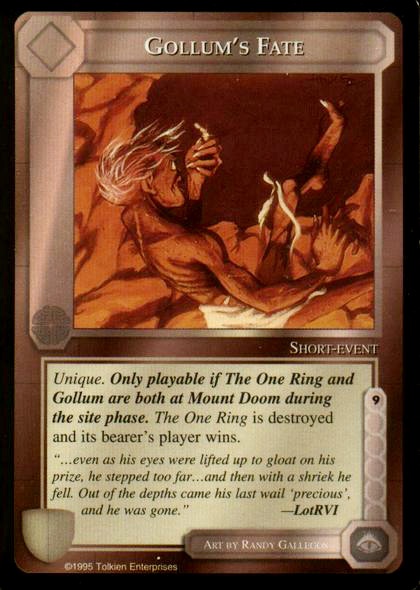 GOLLUM'S FATE
SHORT-EVENT
Unique. Only playable if The One Ring and
Gollum are both at Mount Doom during
the site phase. The One Ring is destroyed
and its bearer's player wins.
9
“...even as his eyes were lifted up to gloat on his
prize, he stepped too far...and then with a shriek he
fell. Out of the depths came his last wail ‘precious’,
and he was gone.” —LotRVI
ART BY RANDY GALLEGOS
©1995 Tolkien Enterprises